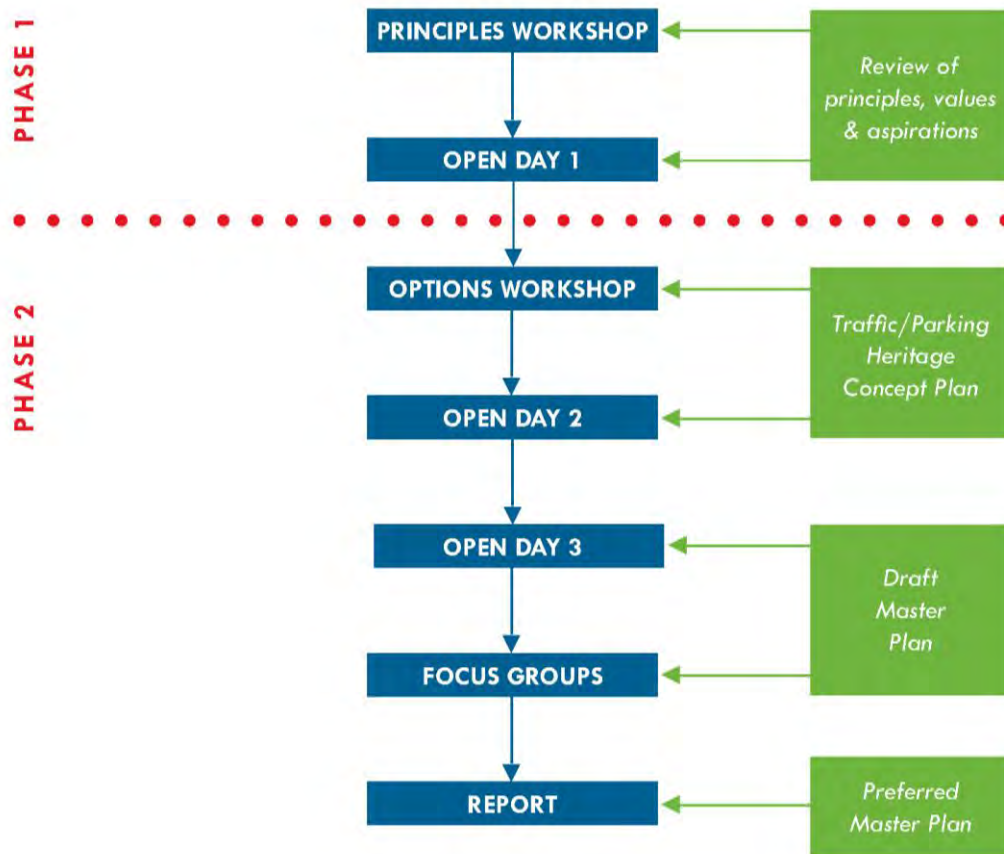 PHASE 1
PRINCIPLES WORKSHOP
Review of
principles, values
& aspirations
OPEN DAY 1
PHASE 2
OPTIONS WORKSHOP
Traffic/Parking
Heritage
Concept Plan
OPEN DAY 2
OPEN DAY 3
Draft
Master
Plan
FOCUS GROUPS
REPORT
Preferred
Master Plan